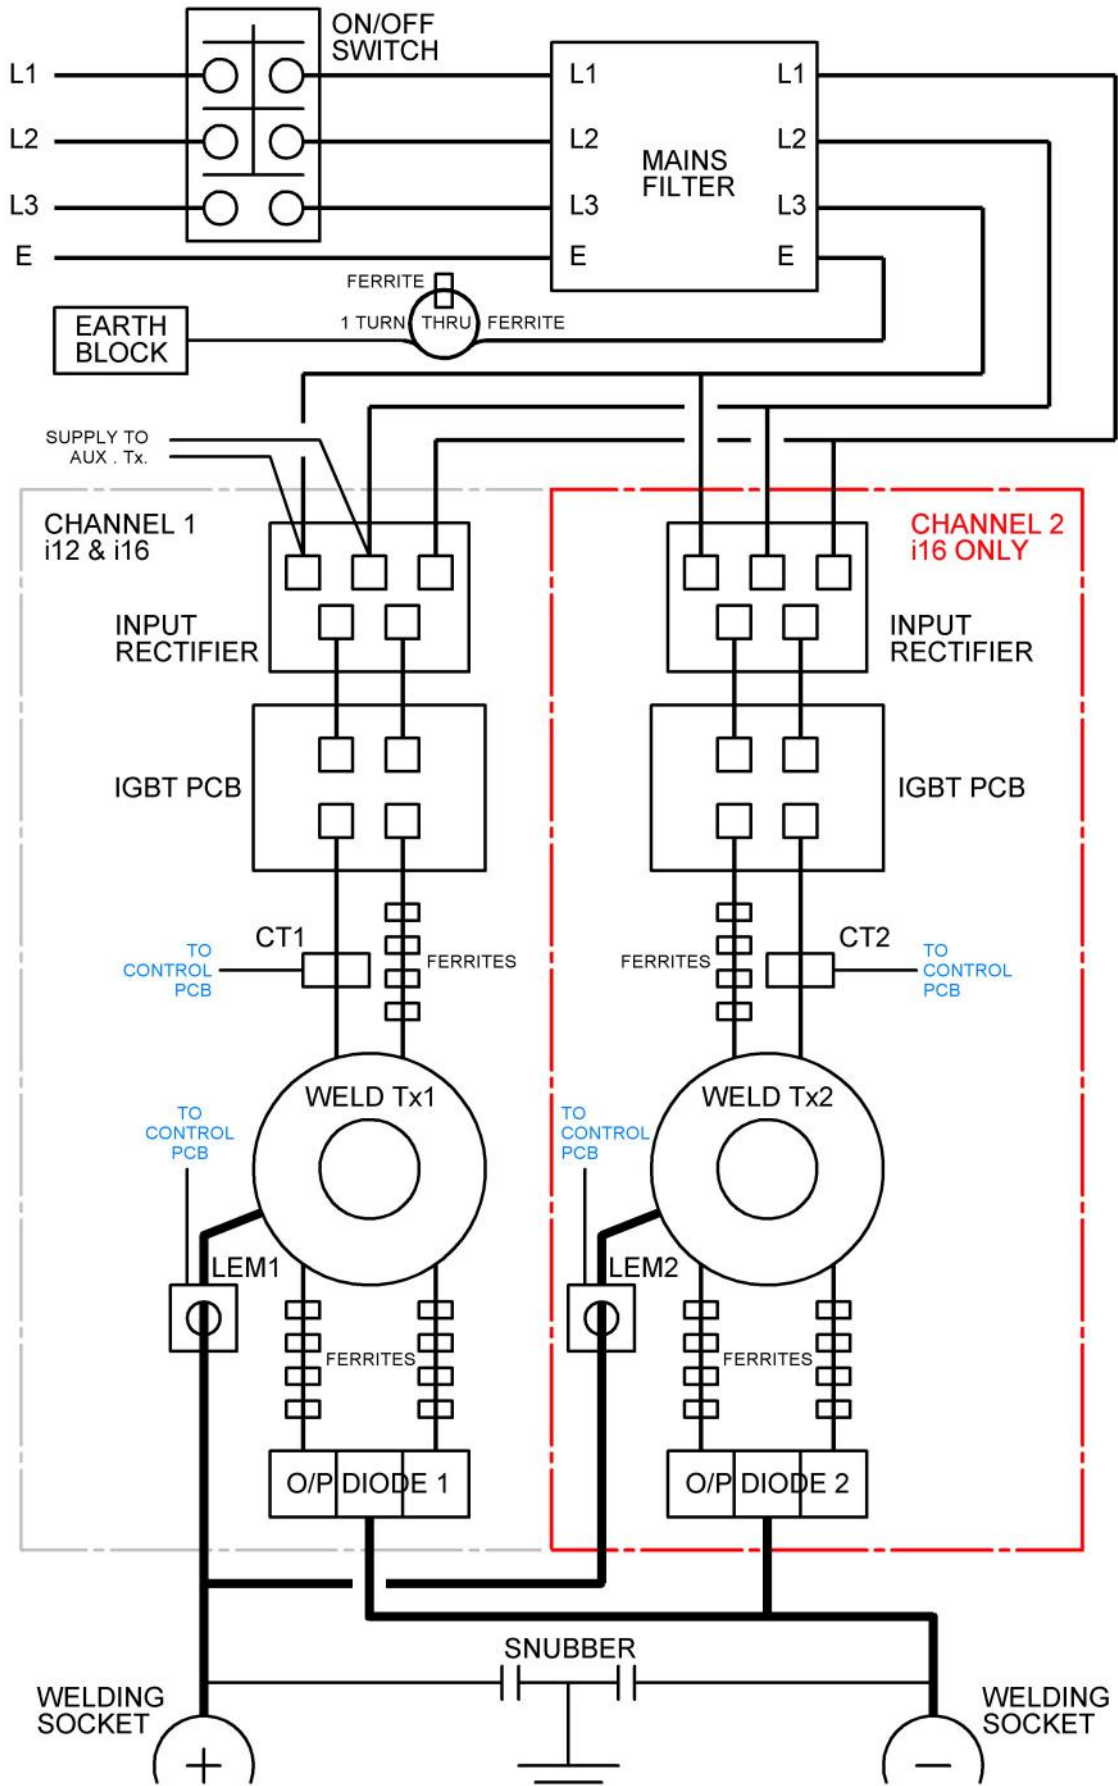 ON/OFF
SWITCH
L1
L2
L3
E
L1
L2
L3
E
MAINS
FILTER
L1
L2
L3
E
EARTH
BLOCK
FERRITE
1 TURN THRU FERRITE
SUPPLY TO
AUX . Tx.
CHANNEL 1
i12 & i16
CHANNEL 2
i16 ONLY
INPUT
RECTIFIER
INPUT
RECTIFIER
IGBT PCB
IGBT PCB
CT1
TO
CONTROL
PCB
FERRITES
FERRITES
CT2
TO
CONTROL
PCB
WELD Tx1
WELD Tx2
TO
CONTROL
PCB
TO
CONTROL
PCB
LEM1
LEM2
FERRITES
FERRITES
O/P DIODE 1
O/P DIODE 2
SNUBBER
WELDING
SOCKET
+
WELDING
SOCKET
−